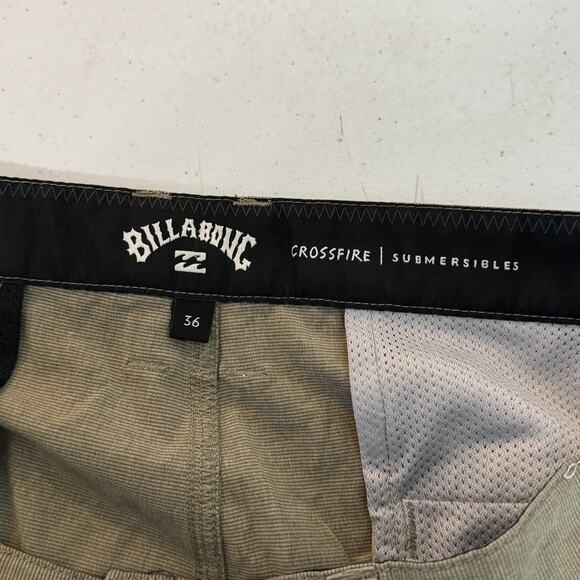 BILLABONG
CROSSFIRE | SUBMERSIBLES
36